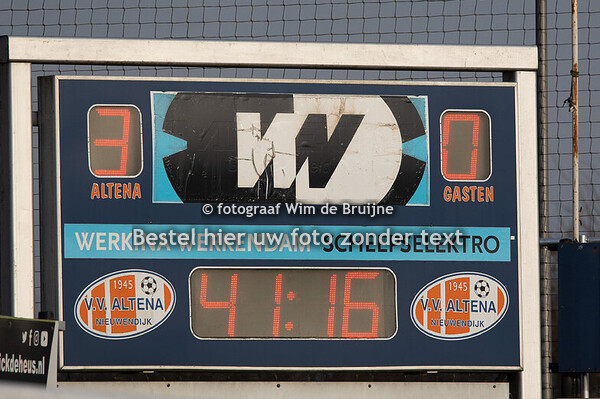 3
0
ALTENA
GASTEN
W
© fotograaf Wim de Bruijne
Bestel hier uw foto zonder text
WERKINA WERKENDAM SCHELFSELEKTRO
1945
V.V. ALTENA
NIEUWENDIJK
41:16
1945
V.V. ALTENA
NIEUWENDIJK
ckdeheus.nl